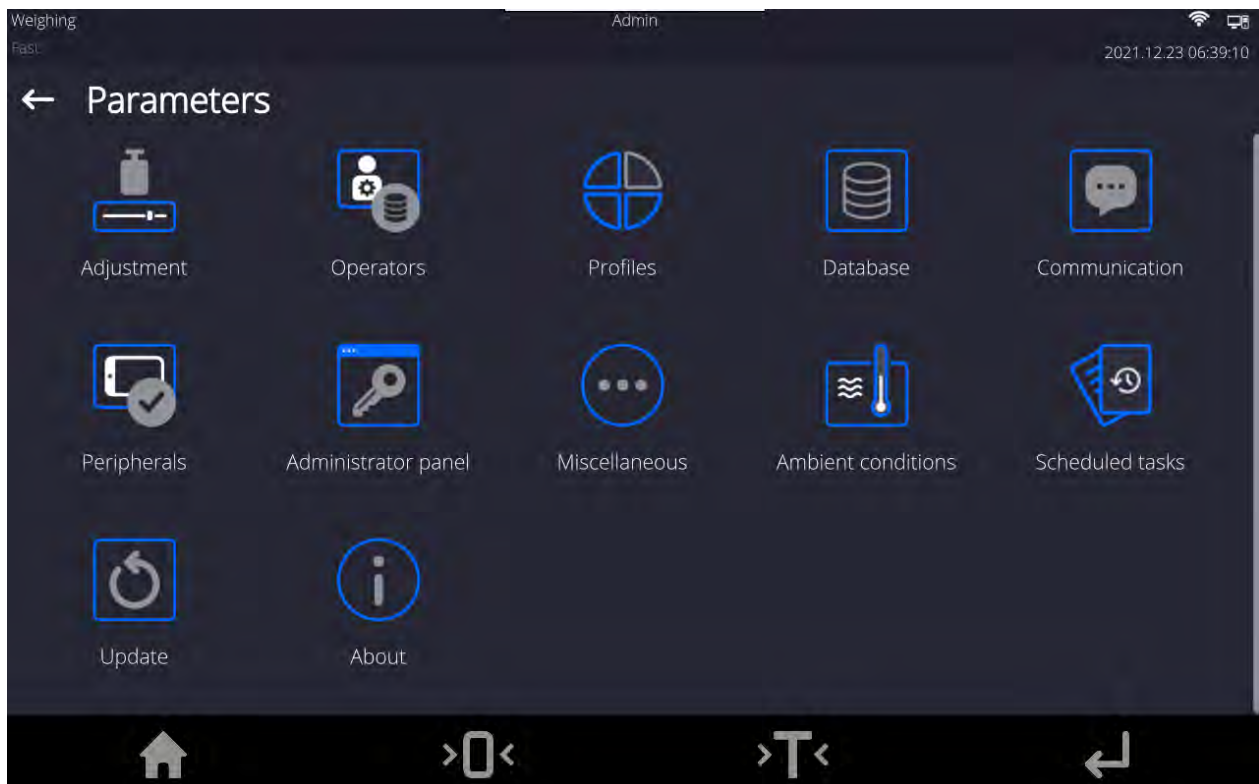 Weighing
Admin
Fast
2021.12.23 06:39:10
Parameters
Adjustment
Operators
Profiles
Database
Communication
Peripherals
Administrator panel
Miscellaneous
Ambient conditions
Scheduled tasks
Update
About
>0<
>T<